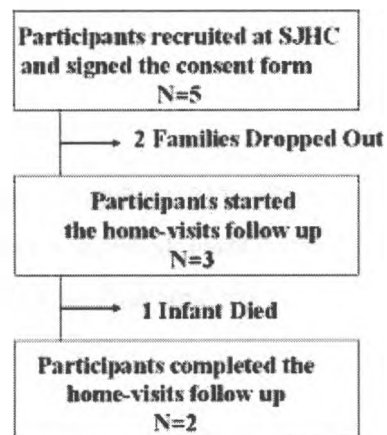 Participants recruited at SJHC
and signed the consent form
N=5
2 Families Dropped Out
Participants started
the home-visits follow up
N=3
1 Infant Died
Participants completed the
home-visits follow up
N=2